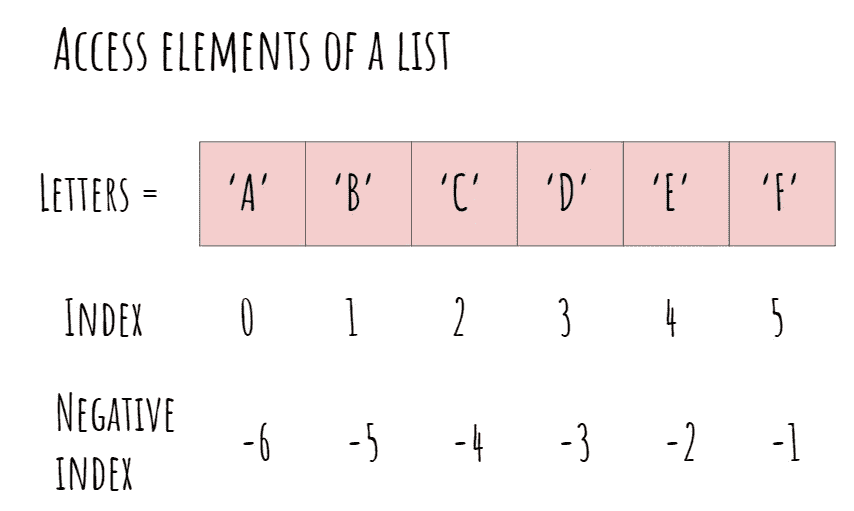 ACCESS ELEMENTS OF A LIST
LETTERS = 'A' 'B' 'C' 'D' 'E' 'F'
INDEX 0 1 2 3 4 5
NEGATIVE
INDEX -6 -5 -4 -3 -2 -1